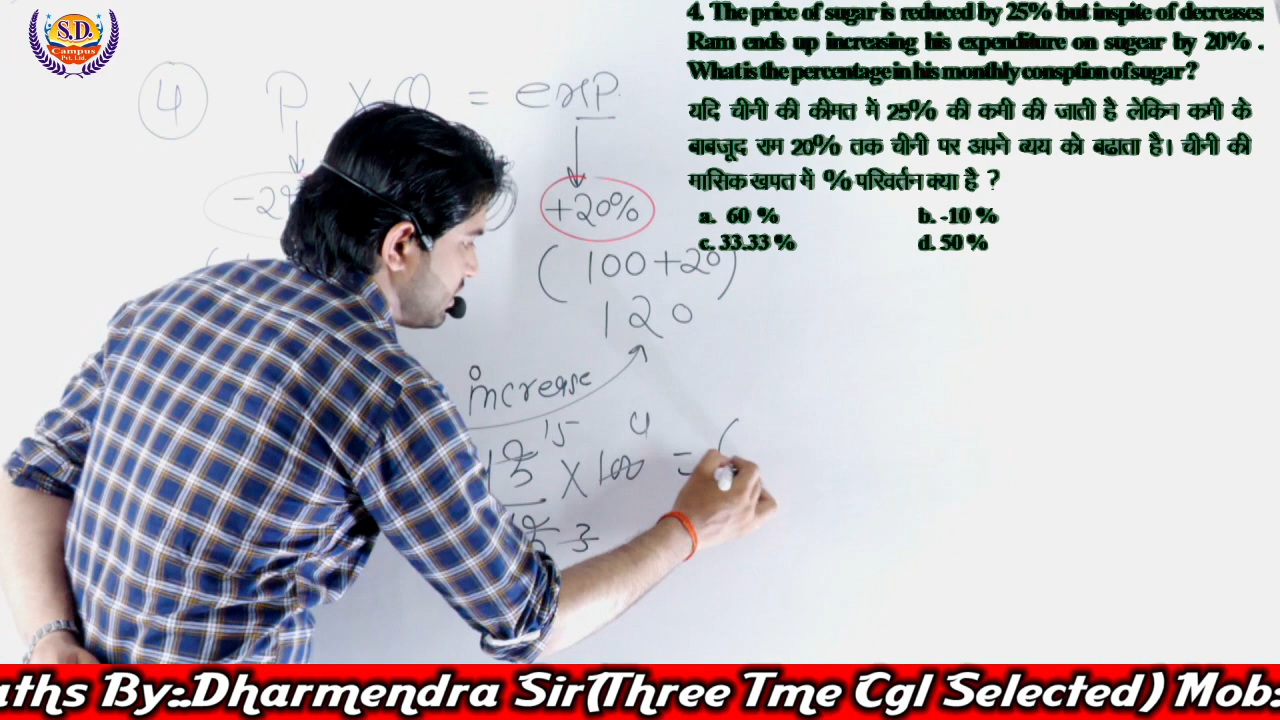 S.D.
Campus
Pvt. Ltd.
4. The price of sugar is reduced by 25% but inspite of decreases
Ram ends up increasing his expenditure on sugear by 20% .
What is the percentage in his monthly consption of sugar ?
यदि चीनी की कीमत में 25% की कमी की जाती है लेकिन कमी के
बाबजूद राम 20% तक चीनी पर अपने व्यय को बढाता है। चीनी की
मासिक खपत में % परिवर्तन क्या है ?
a. 60 %
b. -10 %
c. 33.33 %
d. 50 %
4 P X Q = exp.
+20%
(100+20)
120
increase
15 4
X 100 =
3
aths By:.Dharmendra Sir(Three Tme Cgl Selected) Mob: